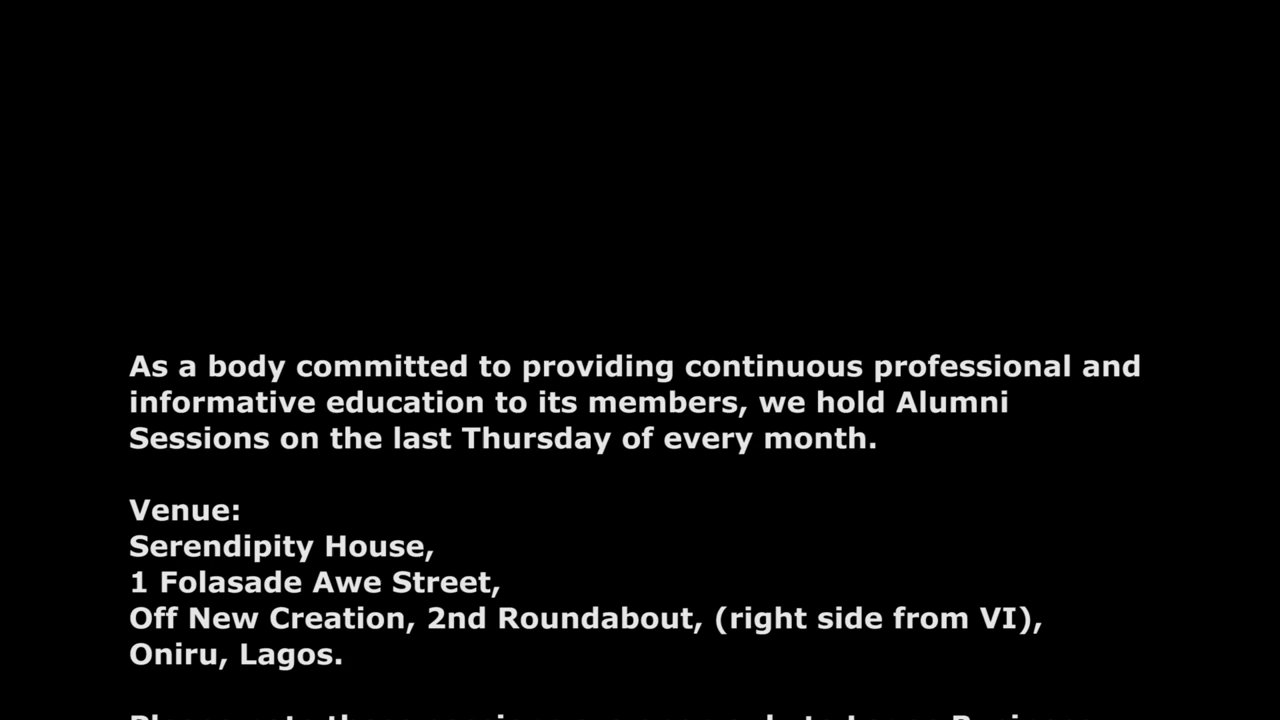 As a body committed to providing continuous professional and
informative education to its members, we hold Alumni
Sessions on the last Thursday of every month.
Venue:
Serendipity House,
1 Folasade Awe Street,
Off New Creation, 2nd Roundabout, (right side from VI),
Oniru, Lagos.